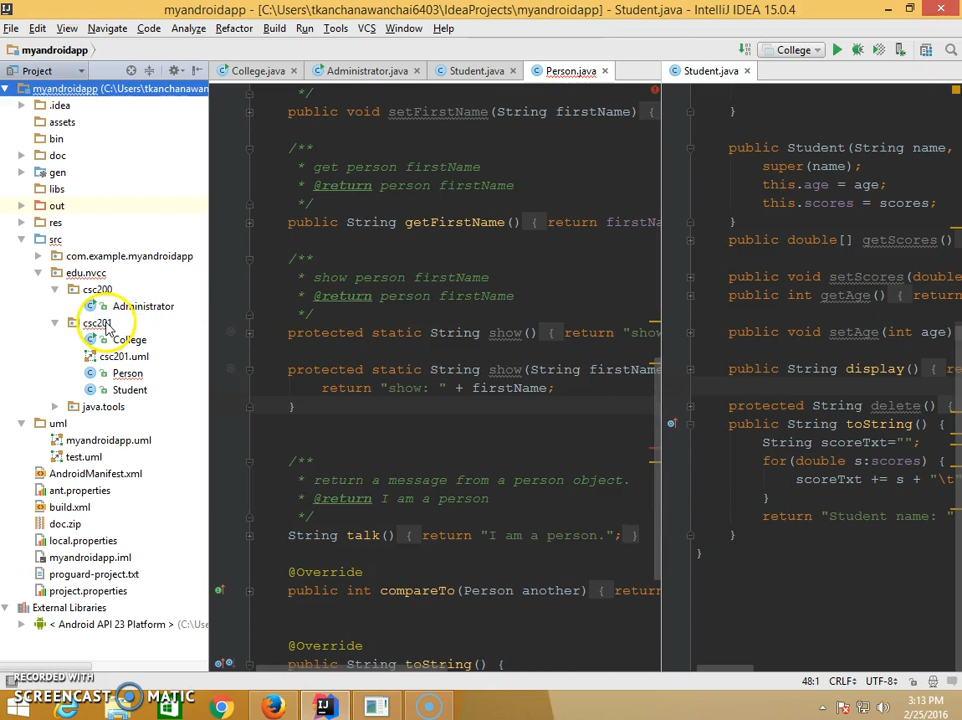 myandroidapp - [C:\Users\tkanchanawanchai6403\IdeaProjects\myandroidapp] - Student.java - IntelliJ IDEA 15.0.4
File Edit View Navigate Code Analyze Refactor Build Run Tools VCS Window Help
myandroidapp College
Project College.java Administrator.java Student.java Person.java Student.java
myandroidapp (C:\Users\tkanchanawan
.idea
assets
bin
doc
gen
libs
out
res
src
com.example.myandroidapp
edu.nvcc
csc200
Administrator
csc201
College
csc201.uml
Person
Student
java.tools
uml
myandroidapp.uml
test.uml
AndroidManifest.xml
ant.properties
build.xml
doc.zip
local.properties
myandroidapp.iml
proguard-project.txt
project.properties
External Libraries
< Android API 23 Platform > (C:\Us
*/
public void setFirstName(String firstName) {
/**
* get person firstName
* @return person firstName
*/
public String getFirstName() {return firstNa
/**
* show person firstName
* @return person firstName
*/
protected static String show() {return "show
protected static String show(String firstName
return "show: " + firstName;
}
/**
* return a message from a person object.
* @return I am a person
*/
String talk() {return "I am a person."; }
@Override
public int compareTo(Person another) {return
@Override
public String toString() {
}
public Student(String name,
super(name);
this.age = age;
this.scores = scores;
}
public double[] getScores()
public void setScores(double
public int getAge() {return
public void setAge(int age)
public String display() {re
protected String delete() {
public String toString() {
String scoreTxt="";
for(double s:scores) {
scoreTxt += s + "\t"
}
return "Student name: "
}
}
48:1 CRLF UTF-8
RECORDED WITH
SCREENCAST MATIC
3:13 PM
2/25/2016